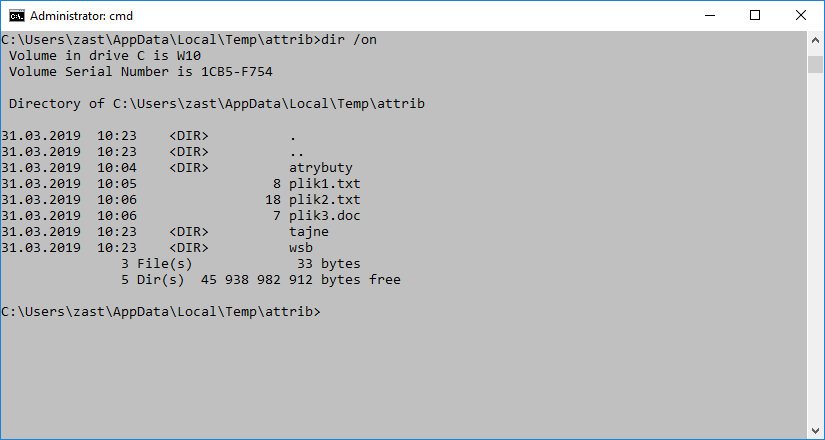 Administrator: cmd
C:\Users\zast\AppData\Local\Temp\attrib>dir /on
 Volume in drive C is W10
 Volume Serial Number is 1CB5-F754

 Directory of C:\Users\zast\AppData\Local\Temp\attrib

31.03.2019  10:23    <DIR>          .
31.03.2019  10:23    <DIR>          ..
31.03.2019  10:04    <DIR>          atrybuty
31.03.2019  10:05                 8 plik1.txt
31.03.2019  10:06                18 plik2.txt
31.03.2019  10:06                 7 plik3.doc
31.03.2019  10:23    <DIR>          tajne
31.03.2019  10:23    <DIR>          wsb
               3 File(s)             33 bytes
               5 Dir(s)  45 938 982 912 bytes free

C:\Users\zast\AppData\Local\Temp\attrib>